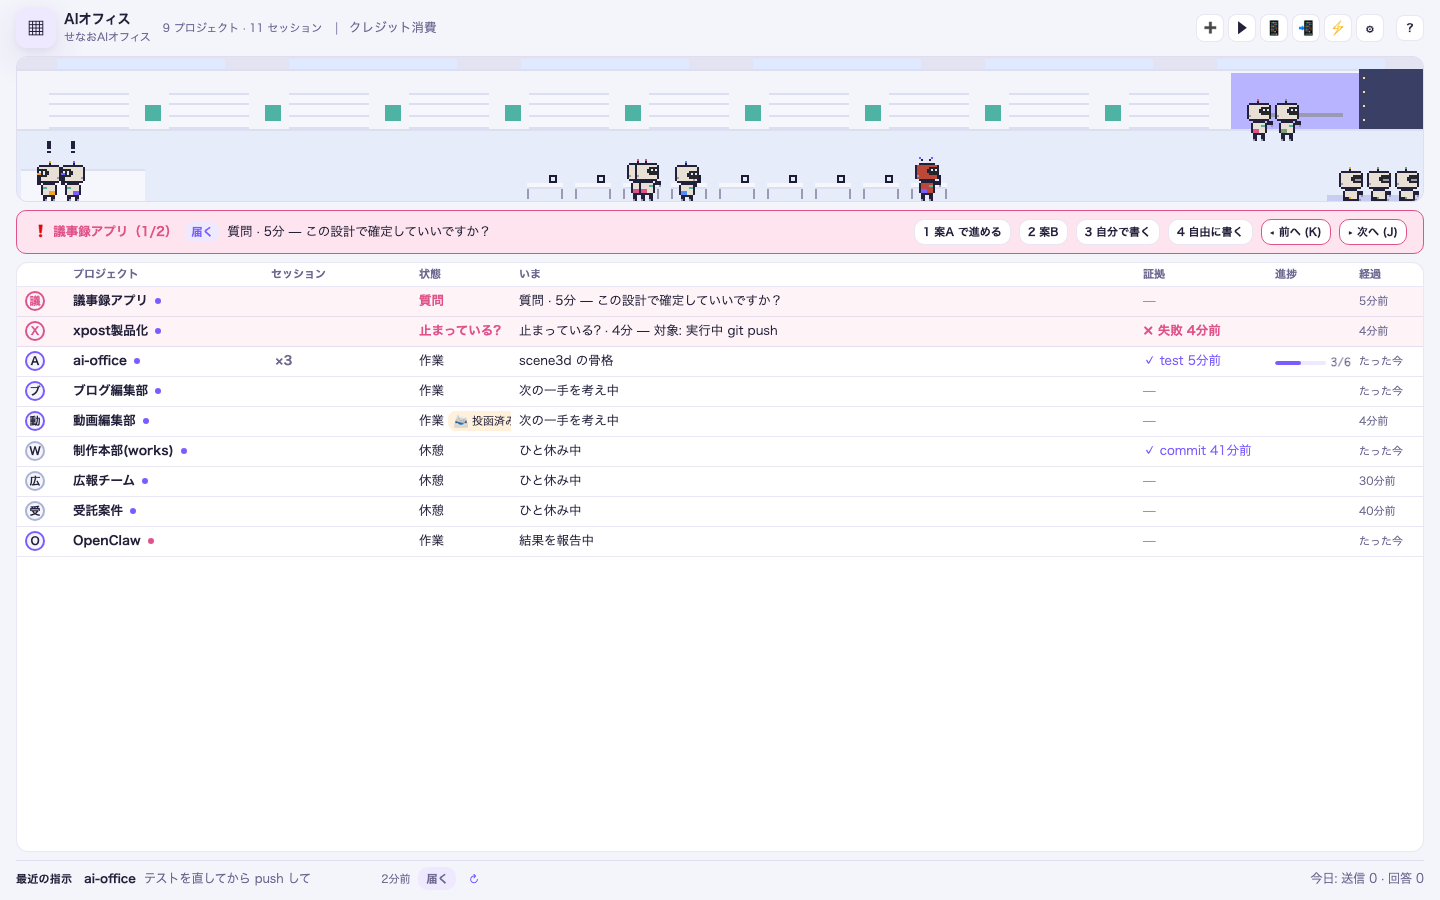 AIオフィス
せなおAIオフィス
9 プロジェクト · 11 セッション | クレジット消費
?
! !
! 議事録アプリ (1/2) 届く 質問 · 5分 — この設計で確定していいですか？ 1 案A で進める 2 案B 3 自分で書く 4 自由に書く 前へ (K) 次へ (J)
プロジェクト セッション 状態 いま 証拠 進捗 経過
議 議事録アプリ 質問 質問 · 5分 — この設計で確定していいですか？ — 5分前
X xpost製品化 止まっている? 止まっている? · 4分 — 対象: 実行中 git push ✕ 失敗 4分前 4分前
A ai-office ×3 作業 scene3d の骨格 ✓ test 5分前 3/6 たった今
ブ ブログ編集部 作業 次の一手を考え中 — たった今
動 動画編集部 作業 投函済み 次の一手を考え中 — 4分前
W 制作本部(works) 休憩 ひと休み中 ✓ commit 41分前 たった今
広 広報チーム 休憩 ひと休み中 — 30分前
受 受託案件 休憩 ひと休み中 — 40分前
O OpenClaw 作業 結果を報告中 — たった今
最近の指示 ai-office テストを直してから push して 2分前 届く ↻ 今日: 送信 0 · 回答 0